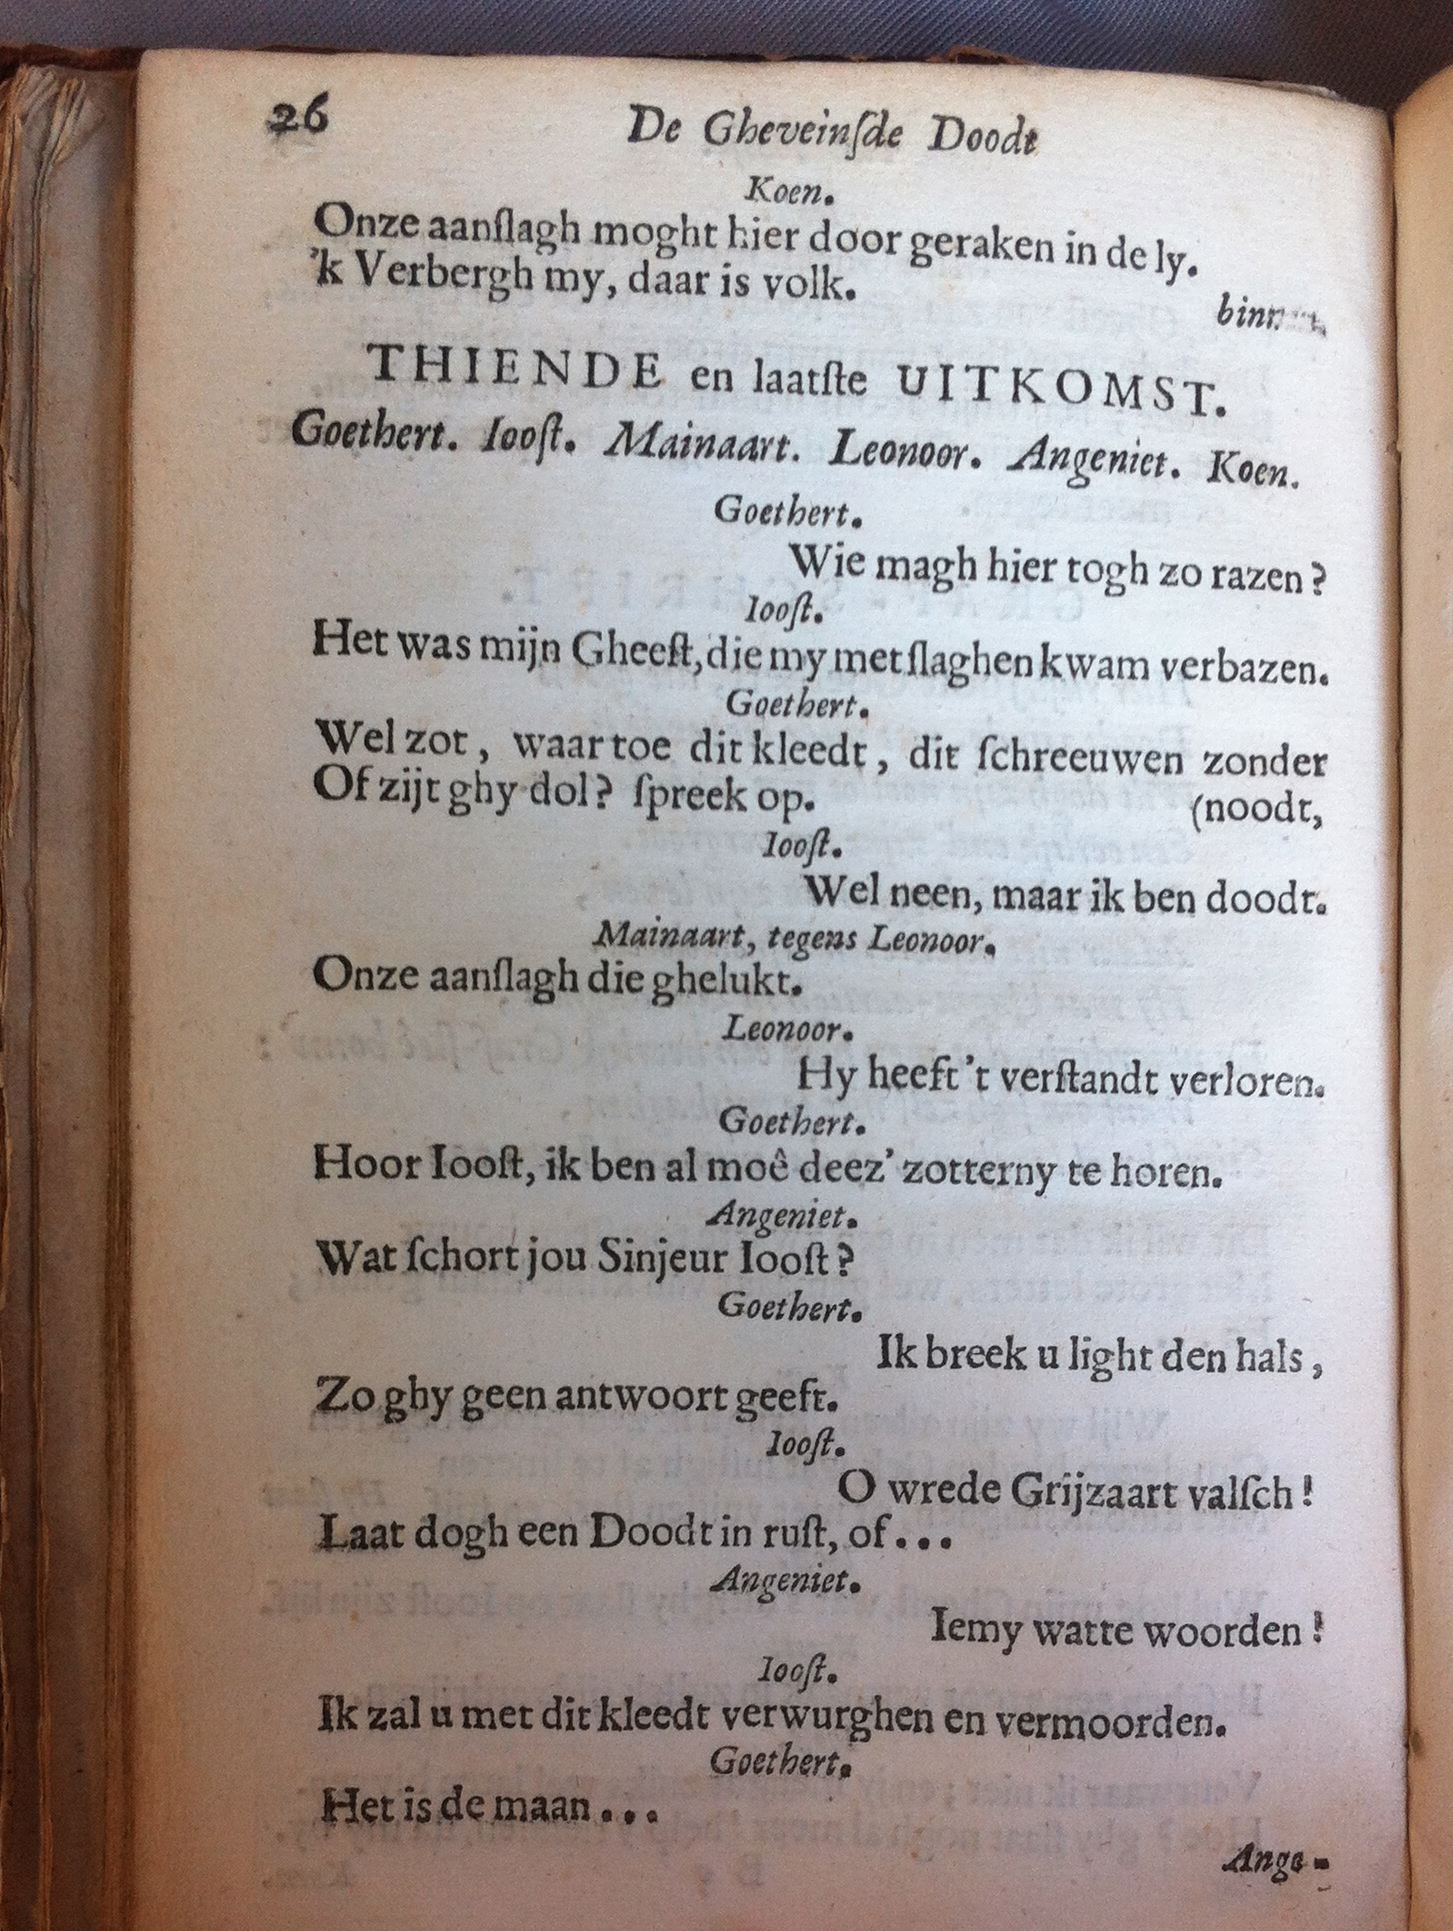 26 De Gheveinſde Doodt
Koen.
Onze aanſlagh moght hier door geraken in de ly.
'k Verbergh my, daar is volk.
THIENDE en laatſte UITKOMST.
Goethert. Iooſt. Mainaart. Leonoor. Angeniet. Koen.
Goethert.
Wie magh hier togh zo razen?
Iooſt.
Het was mijn Gheeſt, die my met ſlaghen kwam verbazen.
Goethert.
Wel zot, waar toe dit kleedt, dit ſchreeuwen zonder
Of zijt ghy dol? ſpreek op. (noodt,
Iooſt.
Wel neen, maar ik ben doodt.
Mainaart, tegens Leonoor.
Onze aanſlagh die ghelukt.
Leonoor.
Hy heeft 't verſtandt verloren.
Goethert.
Hoor Iooſt, ik ben al moê deez' zotterny te horen.
Angeniet.
Wat ſchort jou Sinjeur Iooſt?
Goethert.
Ik breek u light den hals,
Zo ghy geen antwoort geeft.
Iooſt.
O wrede Grijzaart valſch!
Laat dogh een Doodt in ruſt, of...
Angeniet.
Iemy watte woorden!
Iooſt.
Ik zal u met dit kleedt verwurghen en vermoorden.
Goethert.
Het is de maan...
Ange-